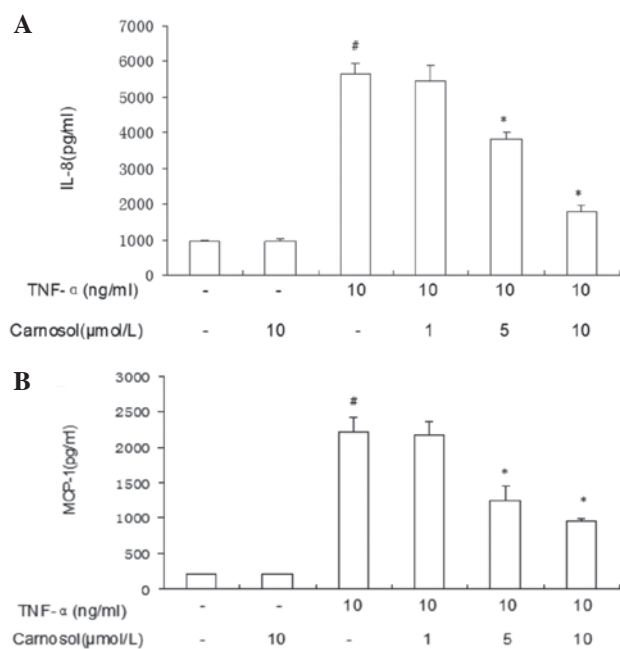 A
7000
6000
5000
4000
3000
2000
1000
0
IL-8(pg/ml)
#
*
*
TNF-α(ng/ml) - - 10 10 10 10
Carnosol(μmol/L) - 10 - 1 5 10
B
3000
2500
2000
1500
1000
500
0
MCP-1(pg/ml)
#
*
*
TNF-α(ng/ml) - - 10 10 10 10
Carnosol(μmol/L) - 10 - 1 5 10